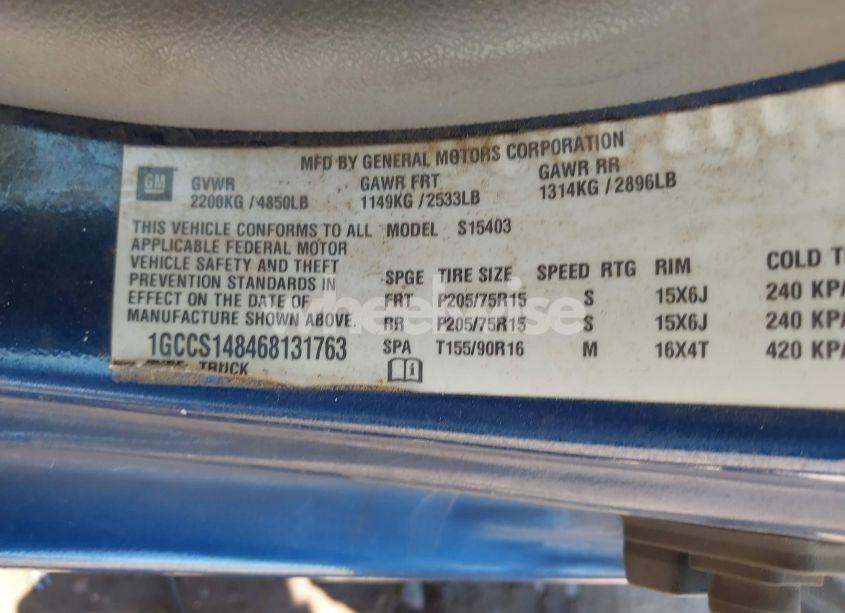 MFD BY GENERAL MOTORS CORPORATION
GM
GVWR GAWR FRT GAWR RR
2200KG / 4850LB 1149KG / 2533LB 1314KG / 2896LB
THIS VEHICLE CONFORMS TO ALL MODEL S15403
APPLICABLE FEDERAL MOTOR
VEHICLE SAFETY AND THEFT
PREVENTION STANDARDS IN
EFFECT ON THE DATE OF
MANUFACTURE SHOWN ABOVE.
SPGE TIRE SIZE SPEED RTG RIM COLD
FRT P205/75R15 S 15X6J 240 KPA
RR P205/75R15 S 15X6J 240 KPA
SPA T155/90R16 M 16X4T 420 KPA
1GCCS148468131763
TYPE: TRUCK
wheelwise